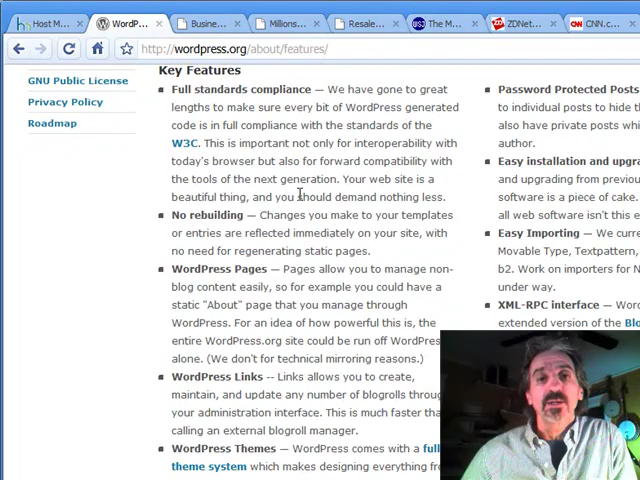 Host M...
WordP...
Busine...
Millions...
Resale...
The M...
ZDNet...
CNN.c...
http://wordpress.org/about/features/
GNU Public License
Privacy Policy
Roadmap
Key Features
Full standards compliance — We have gone to great
lengths to make sure every bit of WordPress generated
code is in full compliance with the standards of the
W3C. This is important not only for interoperability with
today's browser but also for forward compatibility with
the tools of the next generation. Your web site is a
beautiful thing, and you should demand nothing less.
No rebuilding — Changes you make to your templates
or entries are reflected immediately on your site, with
no need for regenerating static pages.
WordPress Pages — Pages allow you to manage non-
blog content easily, so for example you could have a
static "About" page that you manage through
WordPress. For an idea of how powerful this is, the
entire WordPress.org site could be run off WordPress
alone. (We don't for technical mirroring reasons.)
WordPress Links -- Links allows you to create,
maintain, and update any number of blogrolls throug
your administration interface. This is much faster tha
calling an external blogroll manager.
WordPress Themes — WordPress comes with a full
theme system which makes designing everything fro
Password Protected Posts
to individual posts to hide th
also have private posts whi
author.
Easy installation and upgra
and upgrading from previou
software is a piece of cake.
all web software isn't this e
Easy Importing — We curre
Movable Type, Textpattern,
b2. Work on importers for N
under way.
XML-RPC interface — Word
extended version of the Blo